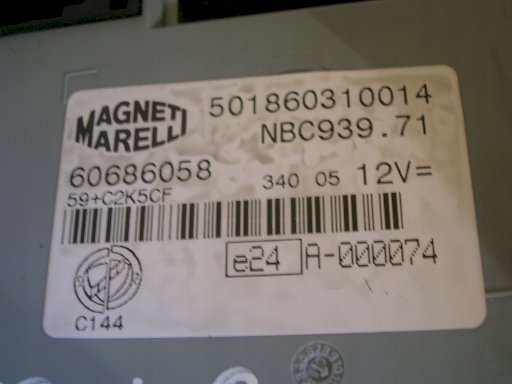 MAGNETI
MARELLI
501860310014
NBC939.71
60686058
340 05 12V=
59+C2K5CF
e24 A-000074
C144